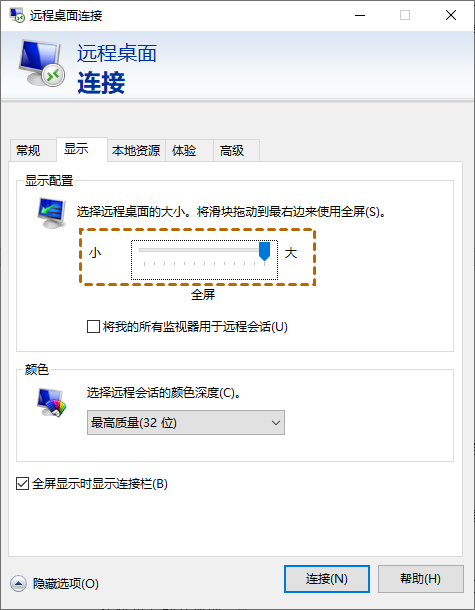 远程桌面连接
远程桌面
连接
常规 显示 本地资源 体验 高级
显示配置
选择远程桌面的大小。将滑块拖动到最右边来使用全屏(S)。
小 大
全屏
将我的所有监视器用于远程会话(U)
颜色
选择远程会话的颜色深度(C)。
最高质量(32 位)
全屏显示时显示连接栏(B)
隐藏选项(O) 连接(N) 帮助(H)